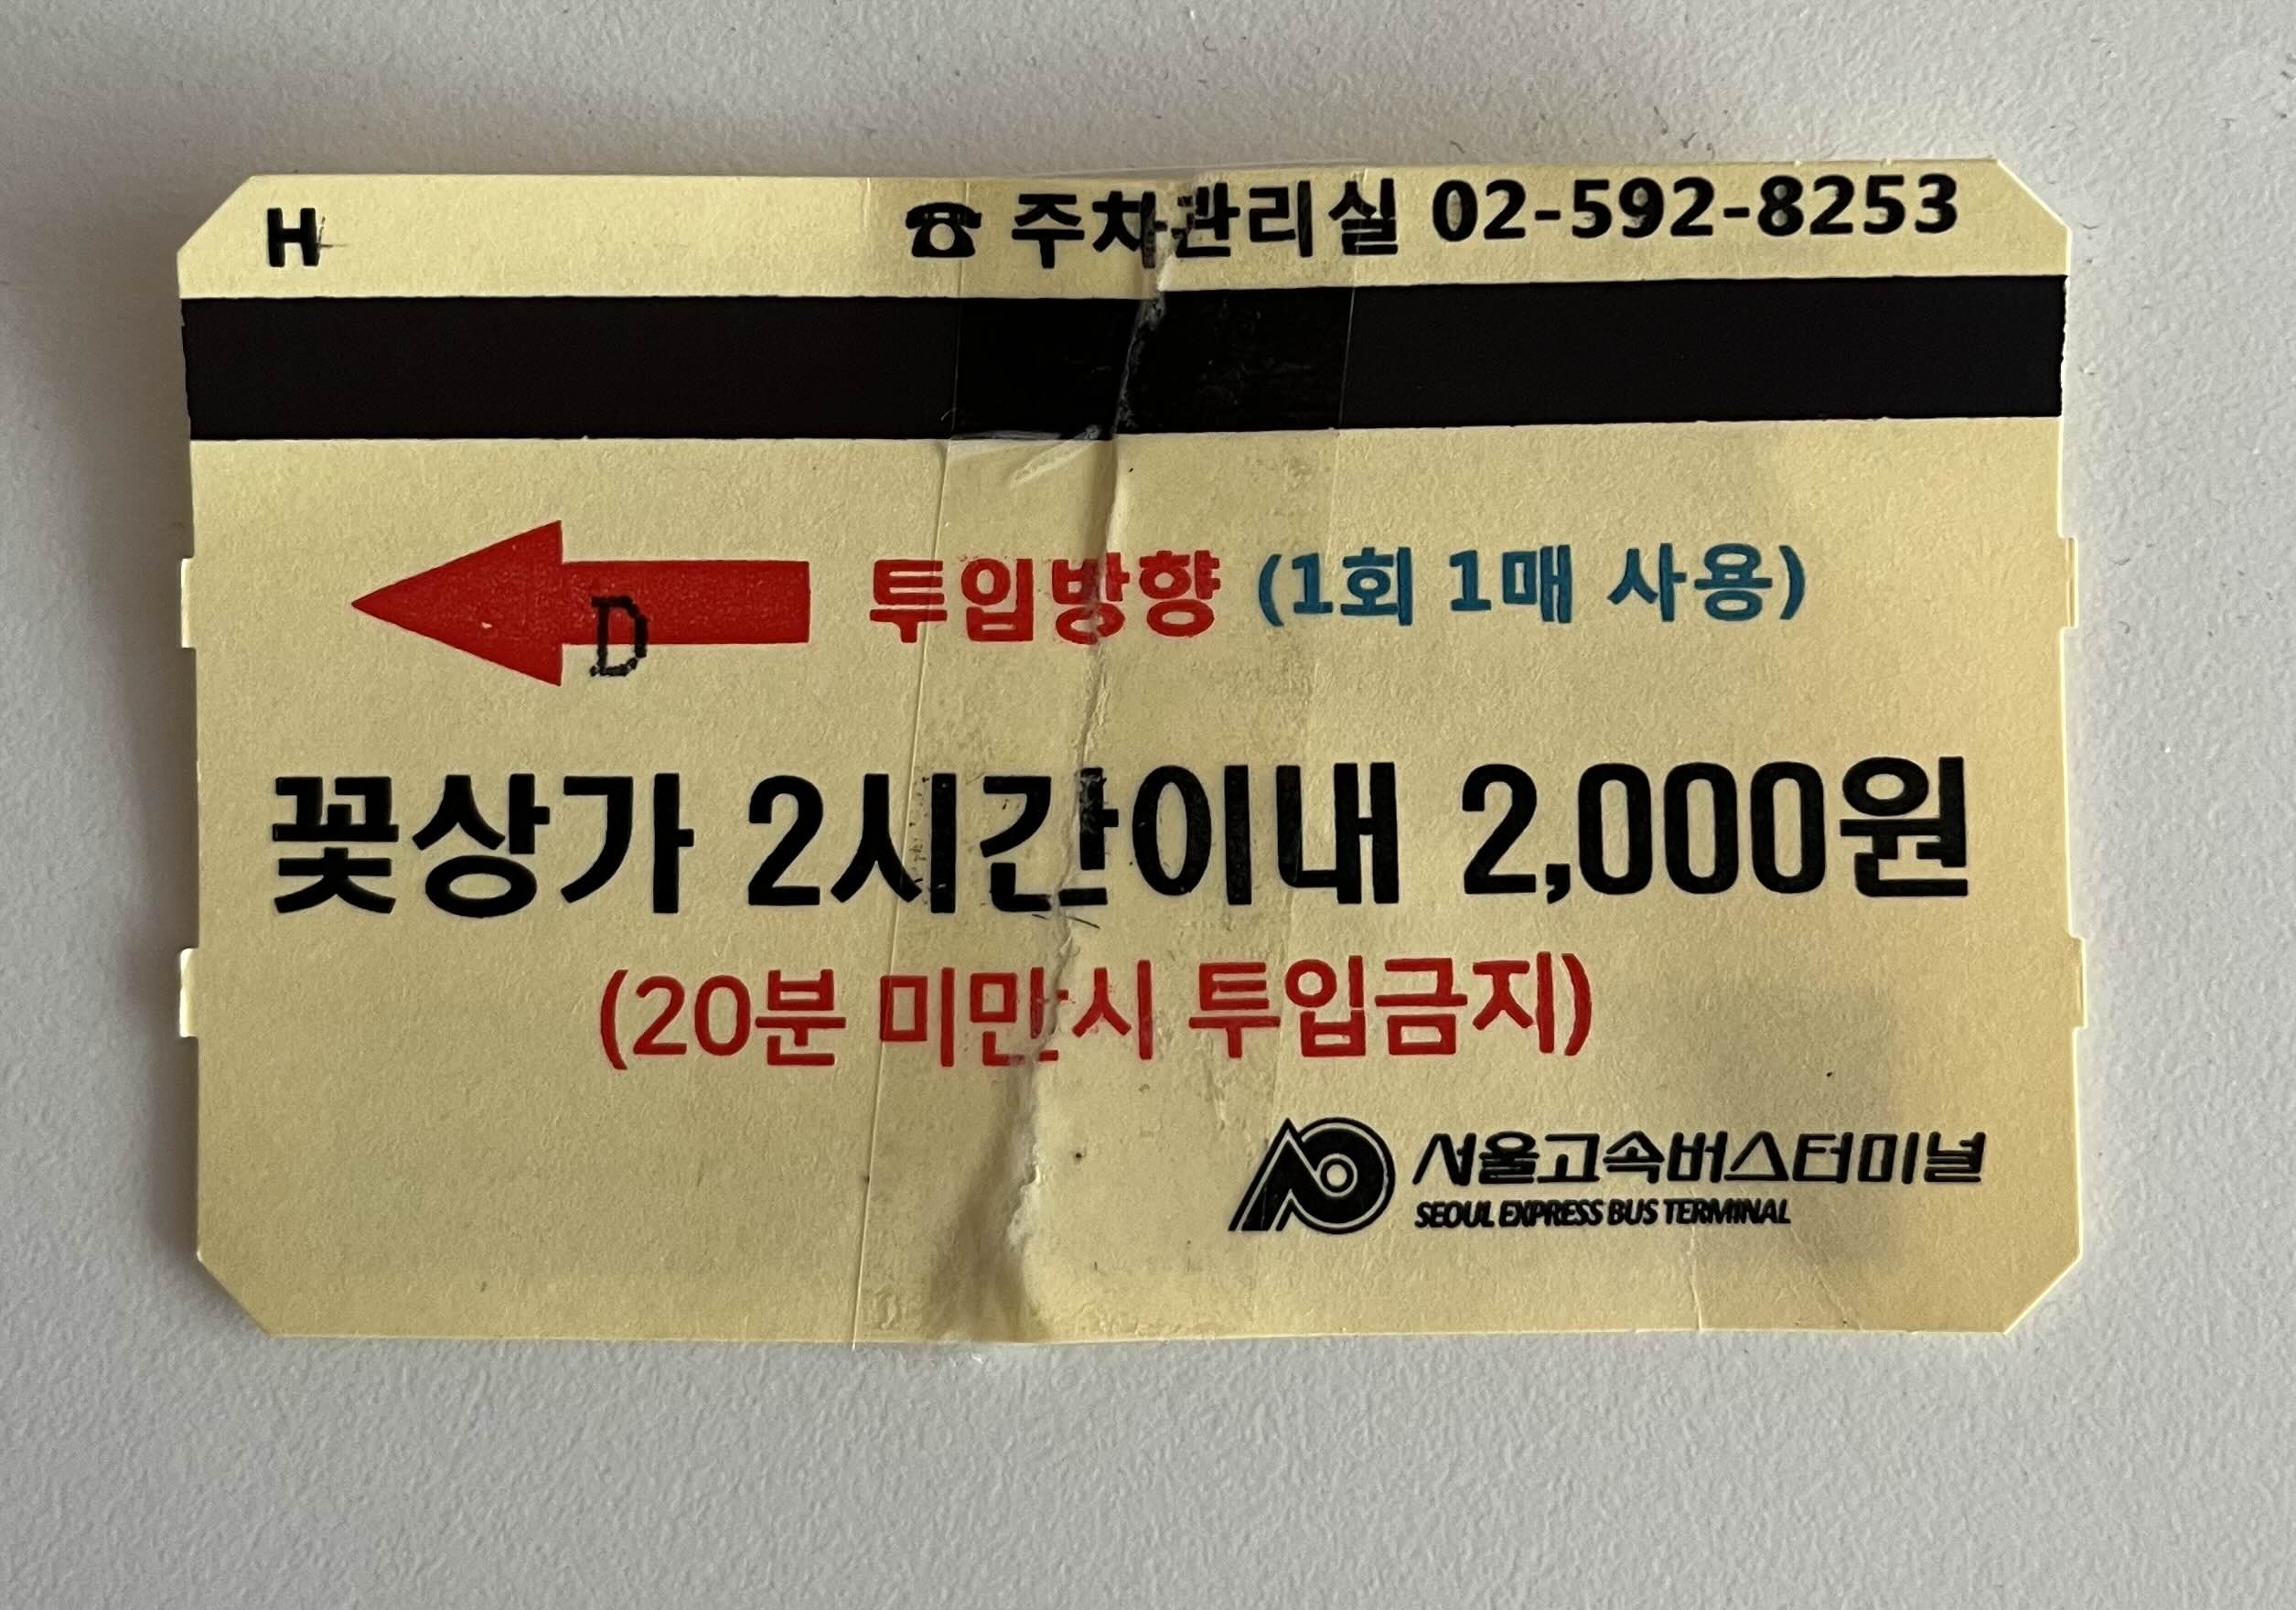 H ☎ 주차관리실 02-592-8253
투입방향 (1회 1매 사용)
D
꽃상가 2시간이내 2,000원
(20분 미만시 투입금지)
서울고속버스터미널
SEOUL EXPRESS BUS TERMINAL